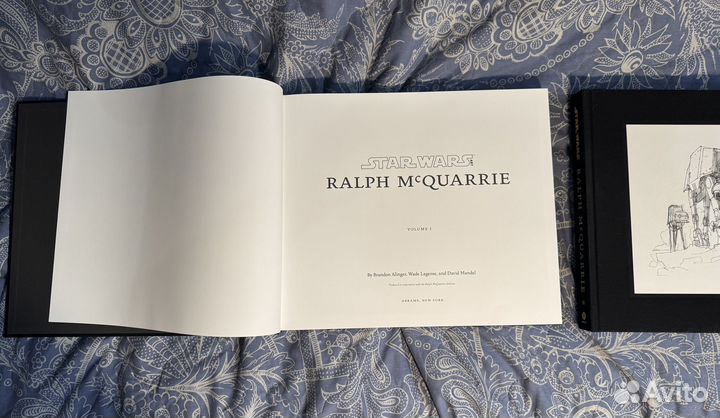 STAR WARS
RALPH McQUARRIE
VOLUME I
By Brandon Alinger, Wade Lageose, and David Mandel
ABRAMS, NEW YORK
STAR WARS RALPH McQUARRIE
Avito